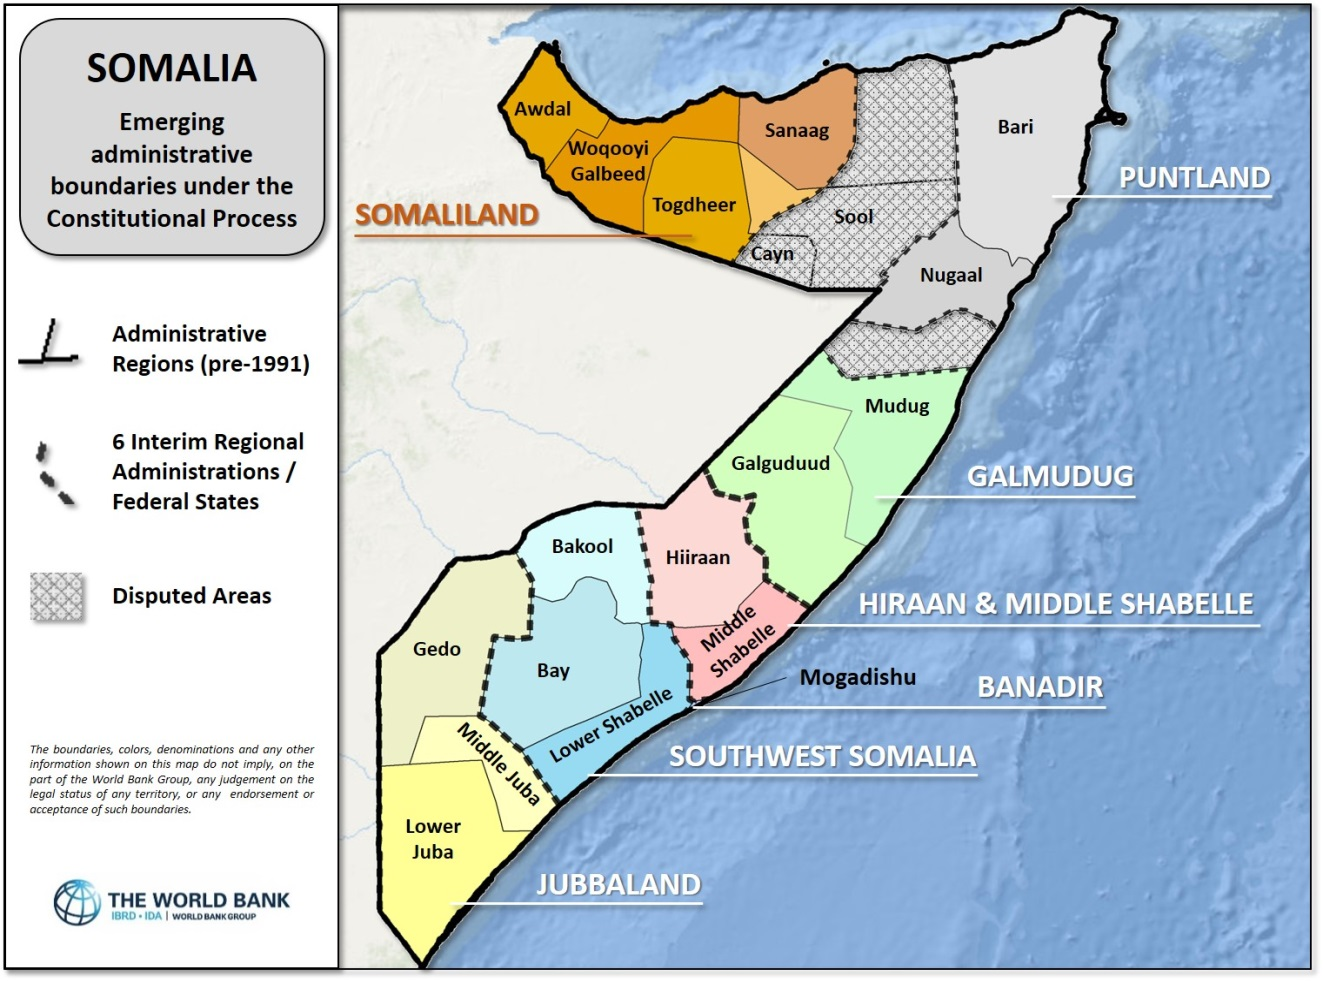 SOMALIA
Emerging
administrative
boundaries under the
Constitutional Process
Administrative
Regions (pre-1991)
6 Interim Regional
Administrations /
Federal States
Disputed Areas
The boundaries, colors, denominations and any other
information shown on this map do not imply, on the
part of the World Bank Group, any judgement on the
legal status of any territory, or any endorsement or
acceptance of such boundaries.
THE WORLD BANK
IBRD • IDA | WORLD BANK GROUP
Awdal
Woqooyi
Galbeed
Togdheer
Sanaag
Bari
PUNTLAND
SOMALILAND
Sool
Cayn
Nugaal
Mudug
Galguduud
GALMUDUG
Bakool
Hiiraan
HIRAAN & MIDDLE SHABELLE
Middle
Shabelle
Gedo
Bay
Mogadishu
BANADIR
Lower Shabelle
SOUTHWEST SOMALIA
Middle Juba
Lower
Juba
JUBBALAND